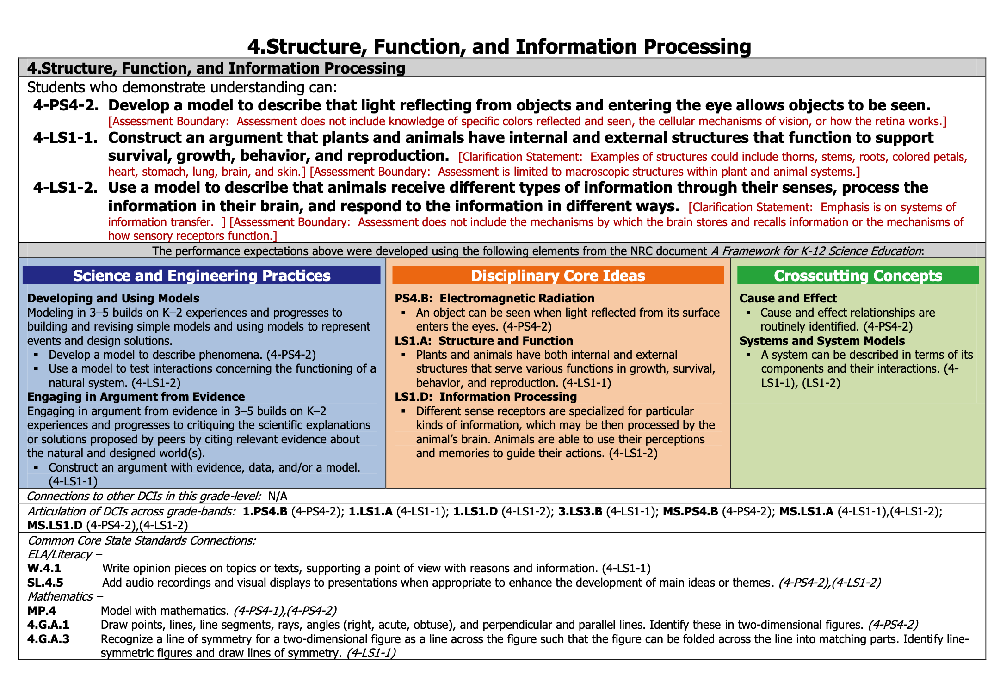 4.Structure, Function, and Information Processing
4.Structure, Function, and Information Processing
Students who demonstrate understanding can:
4-PS4-2. Develop a model to describe that light reflecting from objects and entering the eye allows objects to be seen.
[Assessment Boundary: Assessment does not include knowledge of specific colors reflected and seen, the cellular mechanisms of vision, or how the retina works.]
4-LS1-1. Construct an argument that plants and animals have internal and external structures that function to support
survival, growth, behavior, and reproduction. [Clarification Statement: Examples of structures could include thorns, stems, roots, colored petals,
heart, stomach, lung, brain, and skin.] [Assessment Boundary: Assessment is limited to macroscopic structures within plant and animal systems.]
4-LS1-2. Use a model to describe that animals receive different types of information through their senses, process the
information in their brain, and respond to the information in different ways. [Clarification Statement: Emphasis is on systems of
information transfer. ] [Assessment Boundary: Assessment does not include the mechanisms by which the brain stores and recalls information or the mechanisms of
how sensory receptors function.]
The performance expectations above were developed using the following elements from the NRC document A Framework for K-12 Science Education:
Science and Engineering Practices
Developing and Using Models
Modeling in 3–5 builds on K–2 experiences and progresses to
building and revising simple models and using models to represent
events and design solutions.
▪ Develop a model to describe phenomena. (4-PS4-2)
▪ Use a model to test interactions concerning the functioning of a
natural system. (4-LS1-2)
Engaging in Argument from Evidence
Engaging in argument from evidence in 3–5 builds on K–2
experiences and progresses to critiquing the scientific explanations
or solutions proposed by peers by citing relevant evidence about
the natural and designed world(s).
▪ Construct an argument with evidence, data, and/or a model.
(4-LS1-1)
Disciplinary Core Ideas
PS4.B: Electromagnetic Radiation
▪ An object can be seen when light reflected from its surface
enters the eyes. (4-PS4-2)
LS1.A: Structure and Function
▪ Plants and animals have both internal and external
structures that serve various functions in growth, survival,
behavior, and reproduction. (4-LS1-1)
LS1.D: Information Processing
▪ Different sense receptors are specialized for particular
kinds of information, which may be then processed by the
animal’s brain. Animals are able to use their perceptions
and memories to guide their actions. (4-LS1-2)
Crosscutting Concepts
Cause and Effect
▪ Cause and effect relationships are
routinely identified. (4-PS4-2)
Systems and System Models
▪ A system can be described in terms of its
components and their interactions. (4-
LS1-1), (LS1-2)
Connections to other DCIs in this grade-level: N/A
Articulation of DCIs across grade-bands: 1.PS4.B (4-PS4-2); 1.LS1.A (4-LS1-1); 1.LS1.D (4-LS1-2); 3.LS3.B (4-LS1-1); MS.PS4.B (4-PS4-2); MS.LS1.A (4-LS1-1),(4-LS1-2);
MS.LS1.D (4-PS4-2),(4-LS1-2)
Common Core State Standards Connections:
ELA/Literacy –
W.4.1 Write opinion pieces on topics or texts, supporting a point of view with reasons and information. (4-LS1-1)
SL.4.5 Add audio recordings and visual displays to presentations when appropriate to enhance the development of main ideas or themes. (4-PS4-2),(4-LS1-2)
Mathematics –
MP.4 Model with mathematics. (4-PS4-1),(4-PS4-2)
4.G.A.1 Draw points, lines, line segments, rays, angles (right, acute, obtuse), and perpendicular and parallel lines. Identify these in two-dimensional figures. (4-PS4-2)
4.G.A.3 Recognize a line of symmetry for a two-dimensional figure as a line across the figure such that the figure can be folded across the line into matching parts. Identify line-
symmetric figures and draw lines of symmetry. (4-LS1-1)